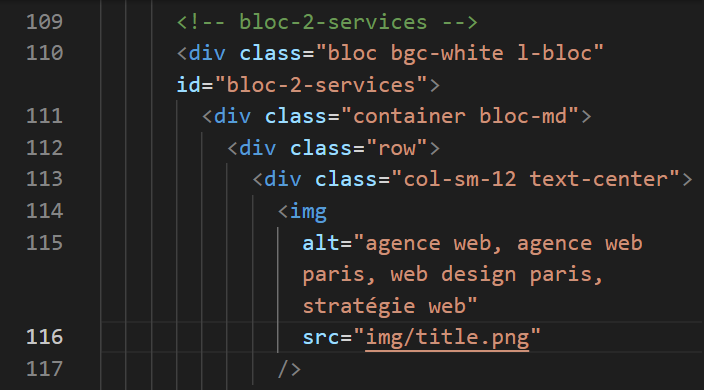 109 <!-- bloc-2-services -->
110 <div class="bloc bgc-white l-bloc"
id="bloc-2-services">
111 <div class="container bloc-md">
112 <div class="row">
113 <div class="col-sm-12 text-center">
114 <img
115 alt="agence web, agence web
paris, web design paris,
stratégie web"
116 src="img/title.png"
117 />